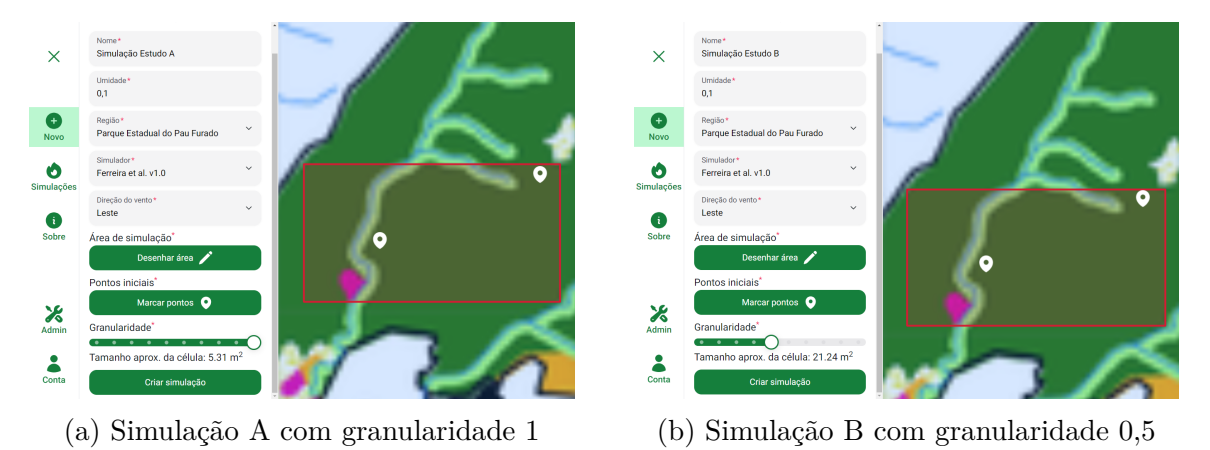 Nome*
Simulação Estudo A
Umidade*
0,1
Novo
Região*
Parque Estadual do Pau Furado
Simulador*
Ferreira et al. v1.0
Simulações
Direção do vento*
Leste
Sobre
Área de simulação*
Desenhar área
Pontos iniciais*
Marcar pontos
Admin
Granularidade*
Tamanho aprox. da célula: 5.31 m2
Conta
Criar simulação
(a) Simulação A com granularidade 1
Nome*
Simulação Estudo B
Umidade*
0,1
Novo
Região*
Parque Estadual do Pau Furado
Simulador*
Ferreira et al. v1.0
Simulações
Direção do vento*
Leste
Sobre
Área de simulação*
Desenhar área
Pontos iniciais*
Marcar pontos
Admin
Granularidade*
Tamanho aprox. da célula: 21.24 m2
Conta
Criar simulação
(b) Simulação B com granularidade 0,5